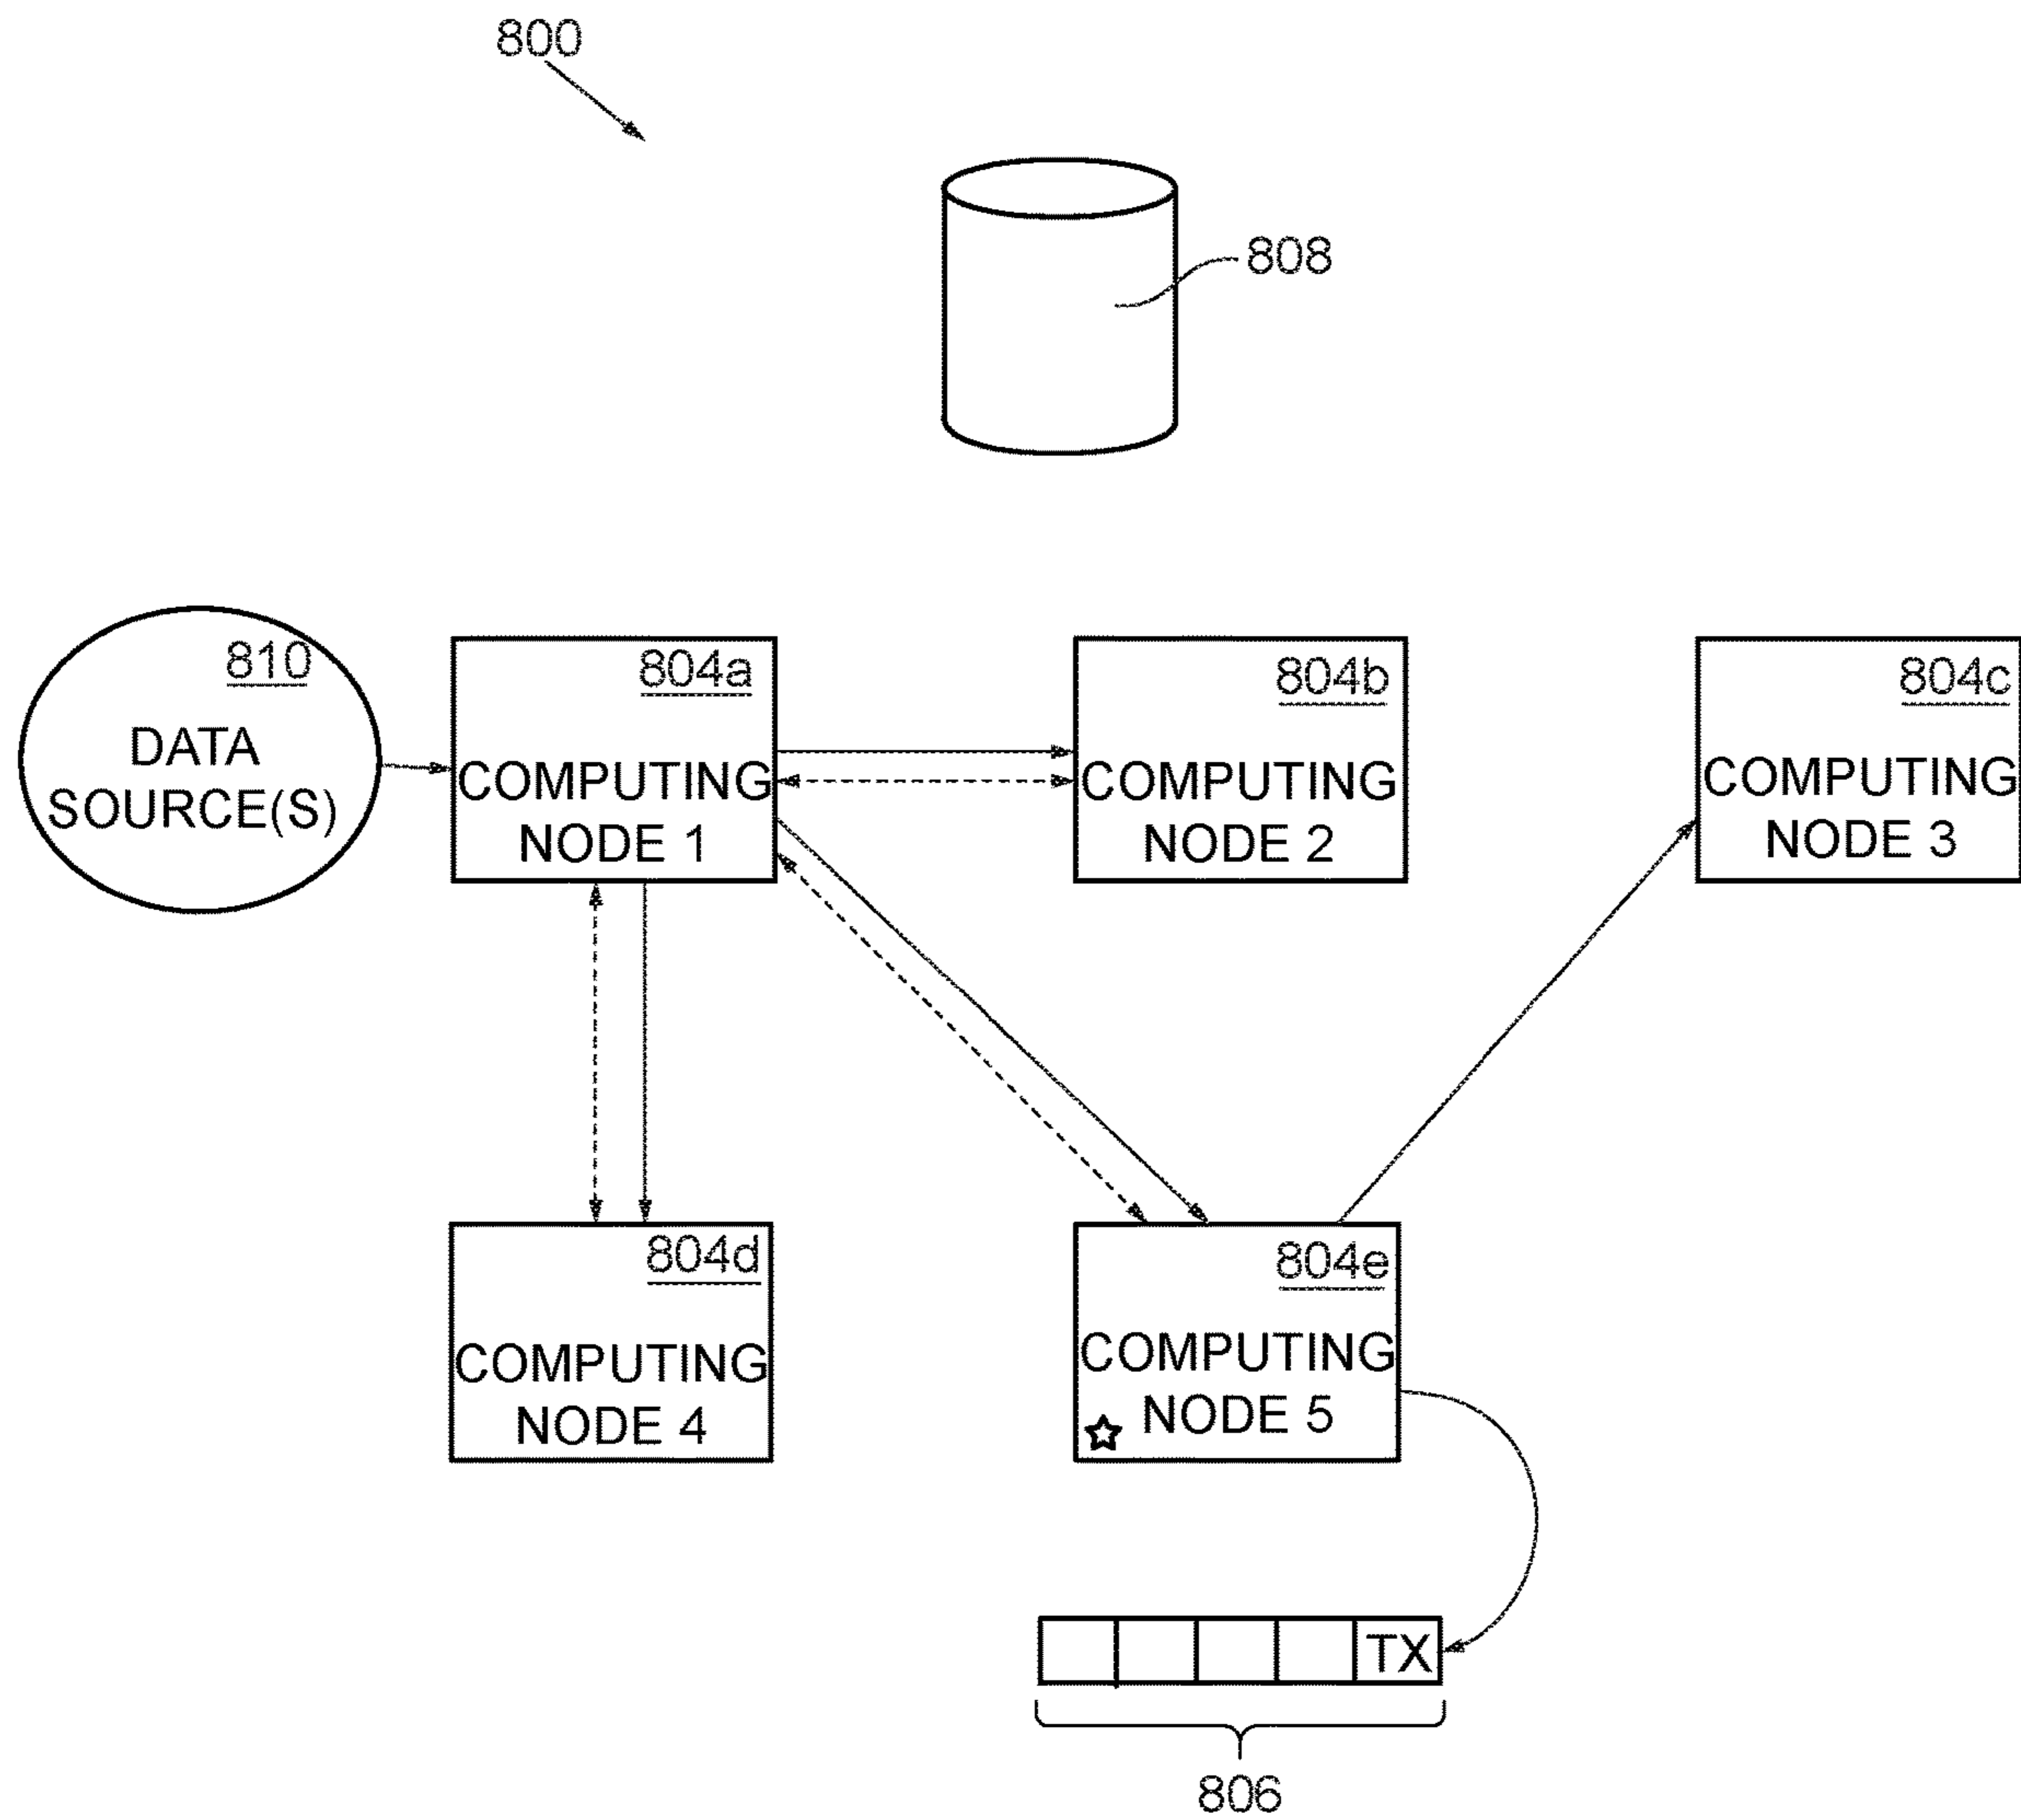 800
808
810
DATA
SOURCE(S)
804a
COMPUTING
NODE 1
804b
COMPUTING
NODE 2
804c
COMPUTING
NODE 3
804d
COMPUTING
NODE 4
804e
COMPUTING
NODE 5
TX
806